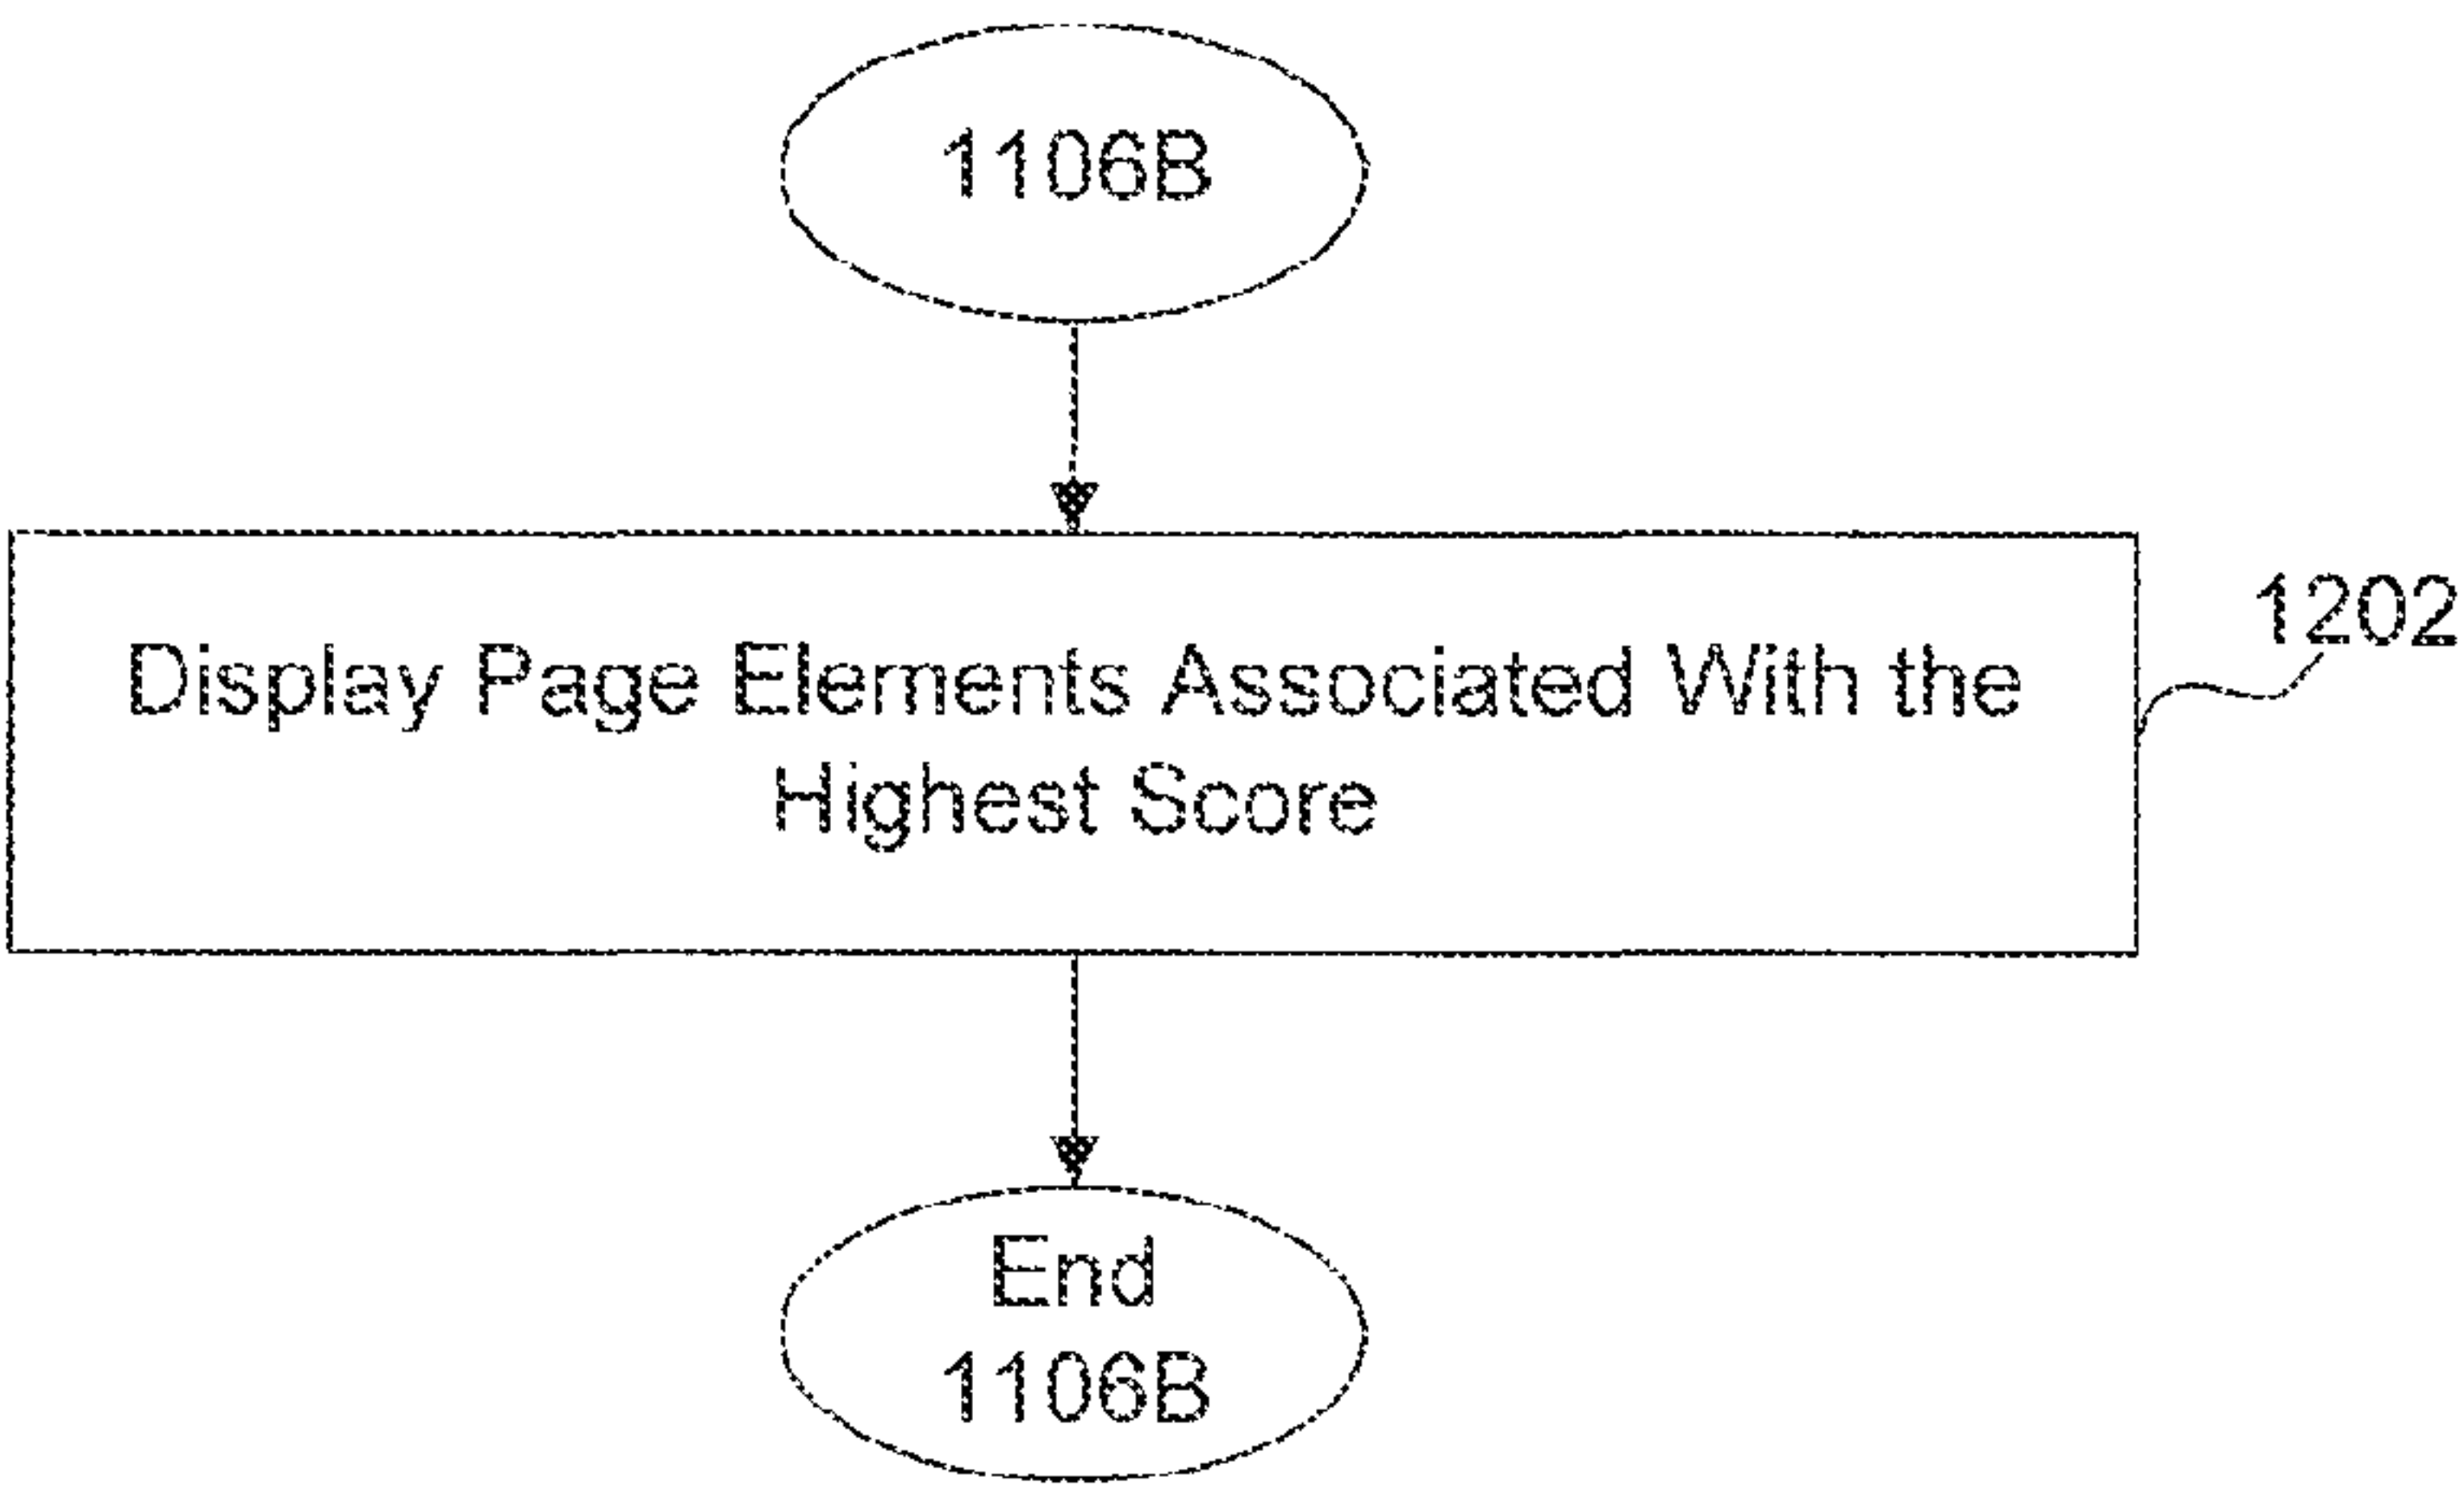 1106B
Display Page Elements Associated With the
Highest Score
1202
End
1106B